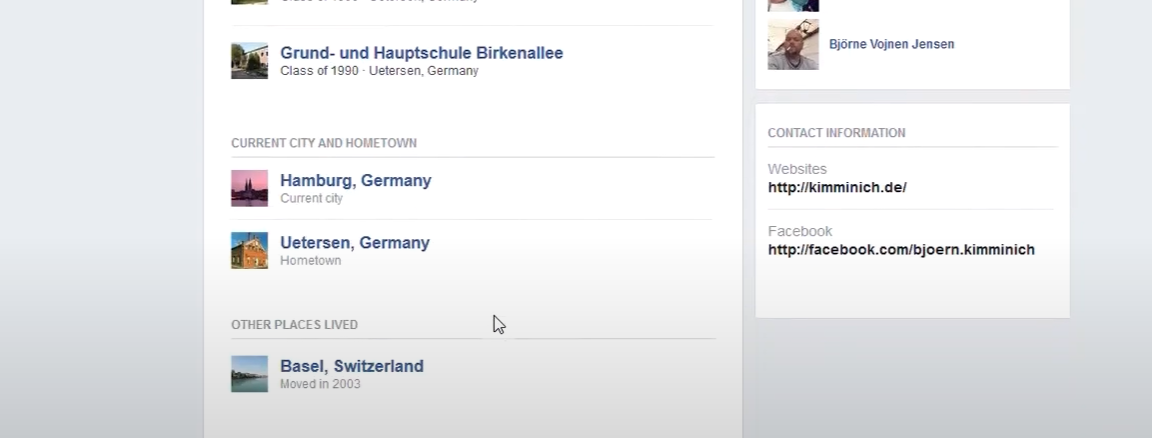 Class of 1990 · Uetersen, Germany
Grund- und Hauptschule Birkenallee
Class of 1990 · Uetersen, Germany
CURRENT CITY AND HOMETOWN
Hamburg, Germany
Current city
Uetersen, Germany
Hometown
OTHER PLACES LIVED
Basel, Switzerland
Moved in 2003
Björne Vojnen Jensen
CONTACT INFORMATION
Websites
http://kimminich.de/
Facebook
http://facebook.com/bjoern.kimminich